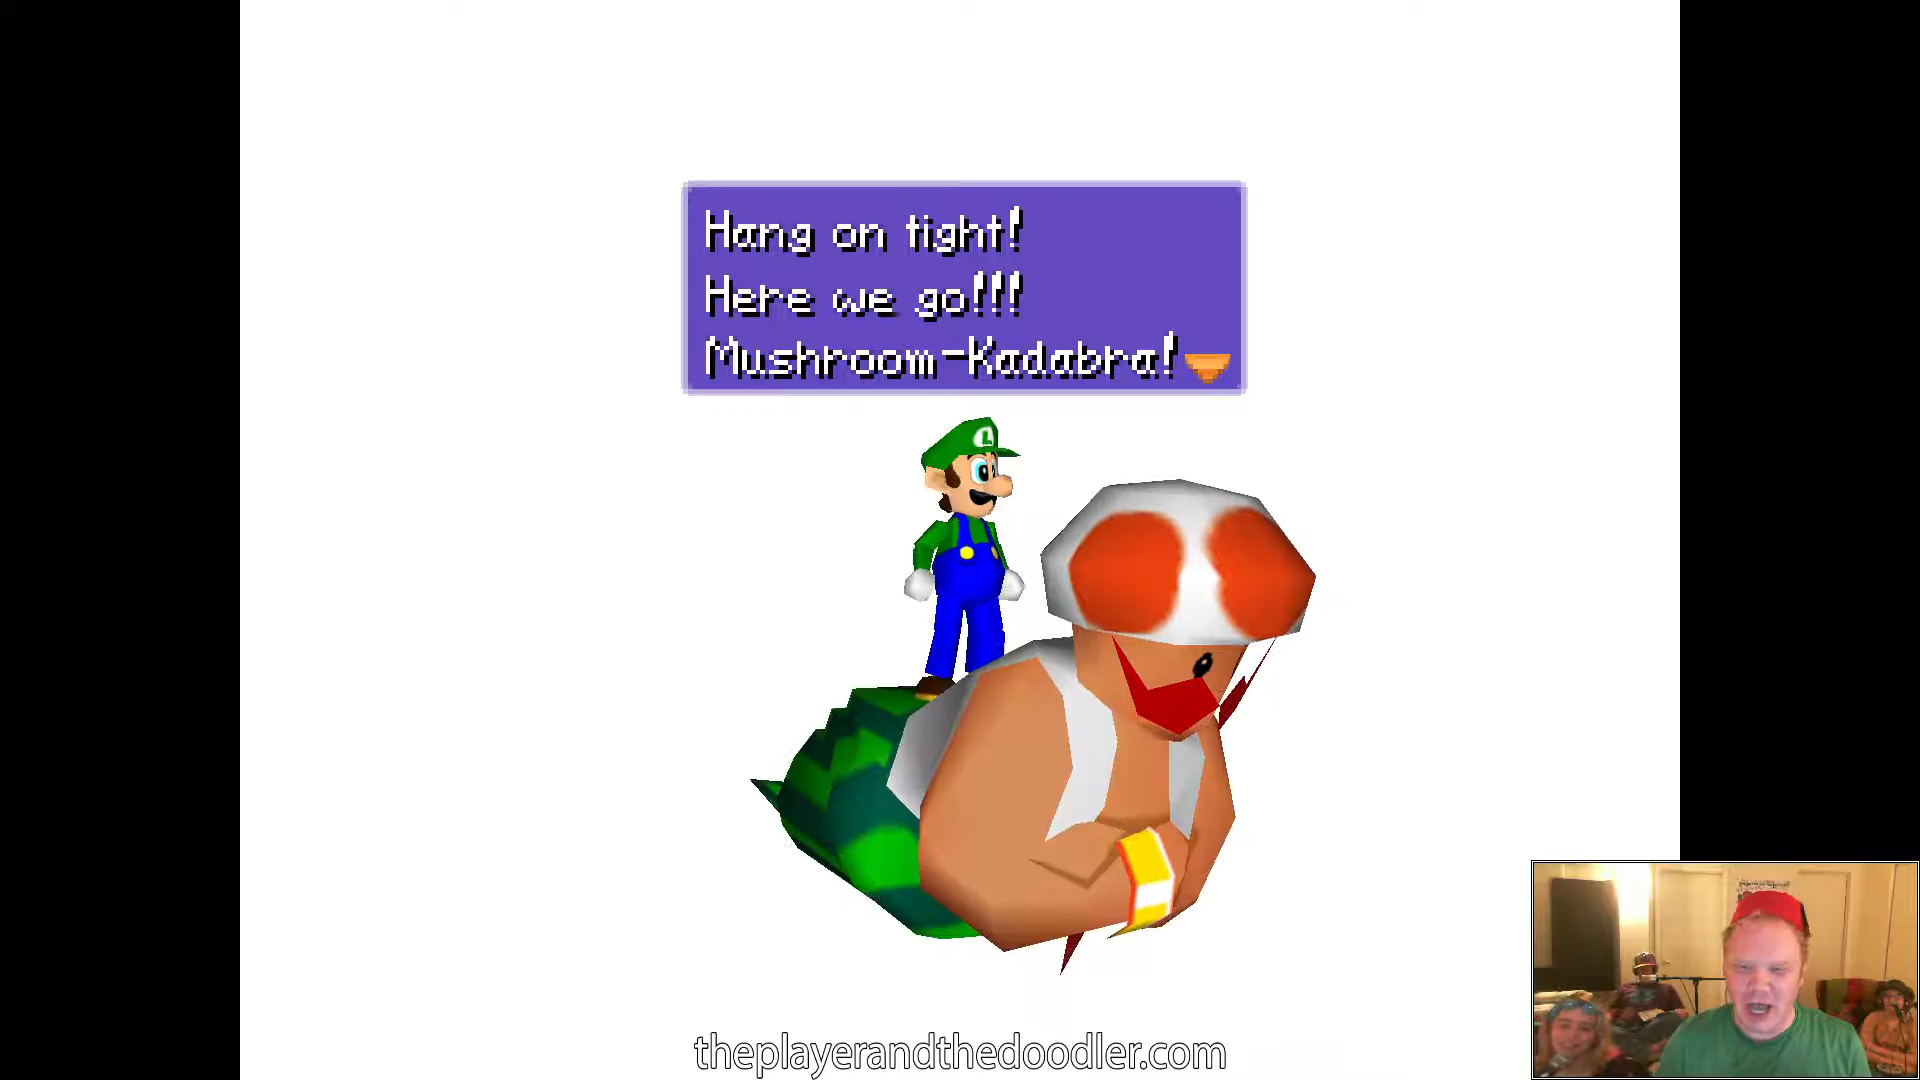 Hang on tight!
Here we go!!!
Mushroom-Kadabra!
L
theplayerandthedoodler.com